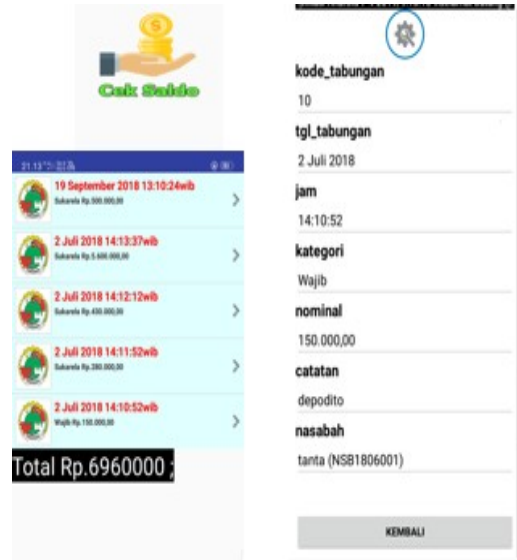 Cek Saldo
21.13
19 September 2018 13:10:24wib
Sukarela Rp.500.000,00
2 Juli 2018 14:13:37wib
Sukarela Rp.5.600.000,00
2 Juli 2018 14:12:12wib
Sukarela Rp.430.000,00
2 Juli 2018 14:11:52wib
Sukarela Rp.280.000,00
2 Juli 2018 14:10:52wib
Wajib Rp.150.000,00
Total Rp.6960000 ;
kode_tabungan
10
tgl_tabungan
2 Juli 2018
jam
14:10:52
kategori
Wajib
nominal
150.000,00
catatan
depodito
nasabah
tanta (NSB1806001)
KEMBALI